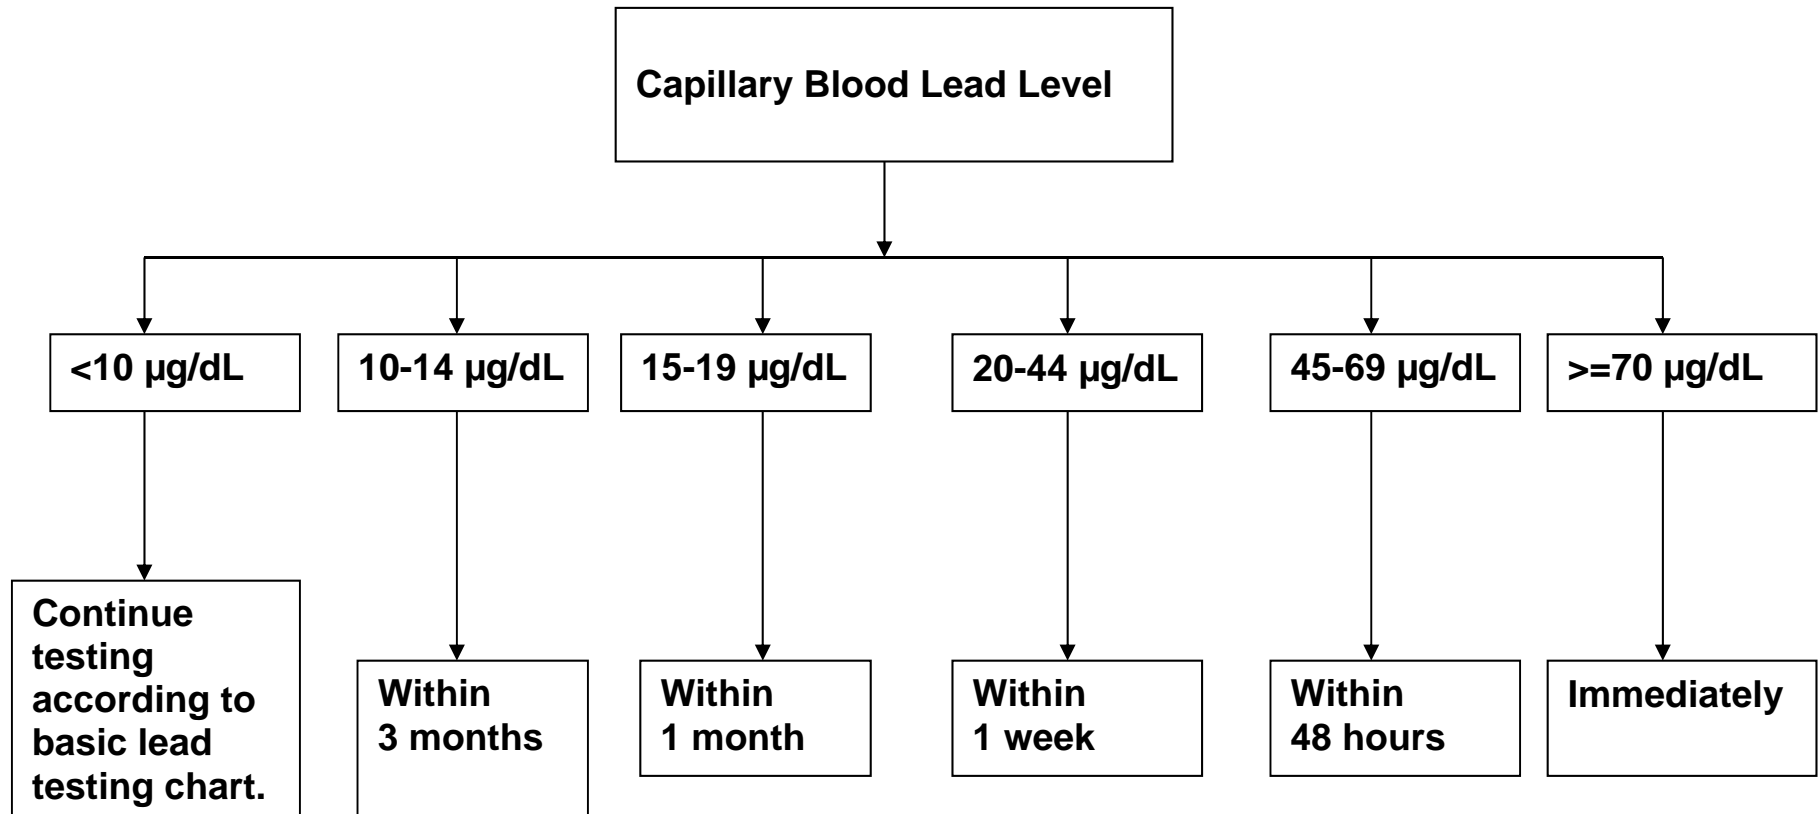 Capillary Blood Lead Level
<10 µg/dL
10-14 µg/dL
15-19 µg/dL
20-44 µg/dL
45-69 µg/dL
>=70 µg/dL
Continue
testing
according to
basic lead
testing chart.
Within
3 months
Within
1 month
Within
1 week
Within
48 hours
Immediately